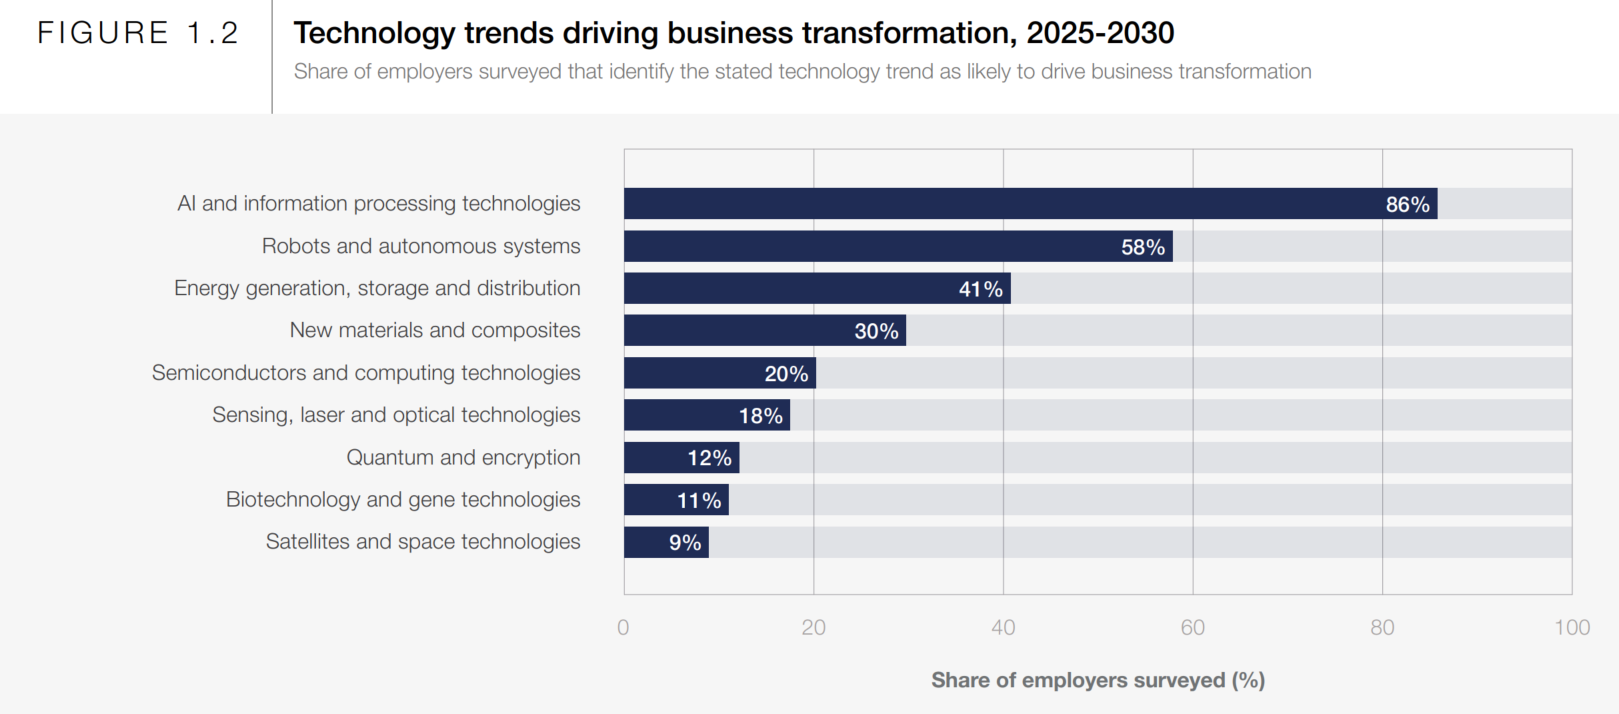 FIGURE 1.2
Technology trends driving business transformation, 2025-2030
Share of employers surveyed that identify the stated technology trend as likely to drive business transformation
AI and information processing technologies 86%
Robots and autonomous systems 58%
Energy generation, storage and distribution 41%
New materials and composites 30%
Semiconductors and computing technologies 20%
Sensing, laser and optical technologies 18%
Quantum and encryption 12%
Biotechnology and gene technologies 11%
Satellites and space technologies 9%
0 20 40 60 80 100
Share of employers surveyed (%)